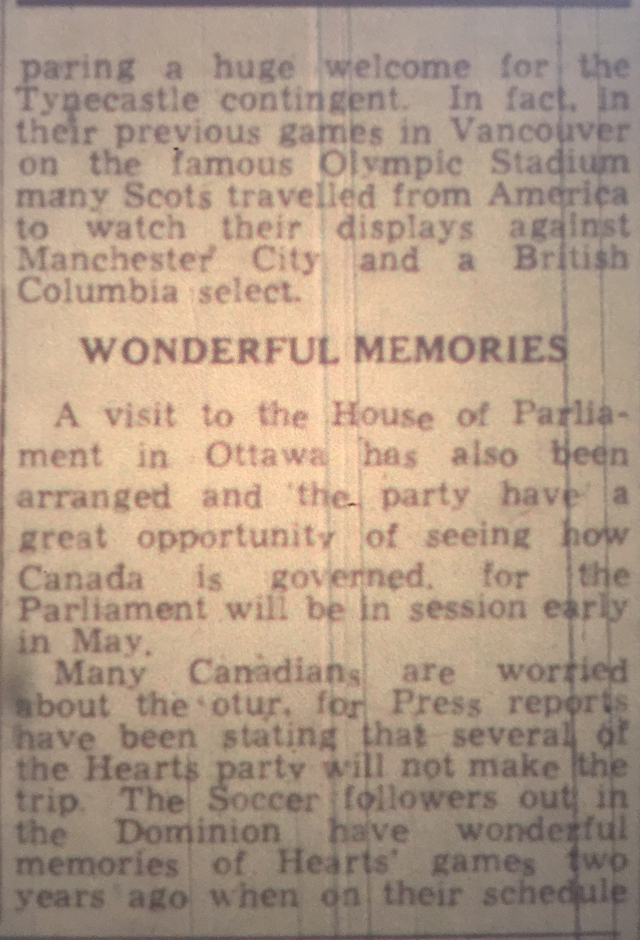 paring a huge welcome for the
Tynecastle contingent. In fact, in
their previous games in Vancouver
on the famous Olympic Stadium
many Scots travelled from America
to watch their displays against
Manchester City and a British
Columbia select.
WONDERFUL MEMORIES
A visit to the House of Parlia-
ment in Ottawa has also been
arranged and the party have a
great opportunity of seeing how
Canada is governed, for the
Parliament will be in session early
in May.
Many Canadians are worried
about the otur, for Press reports
have been stating that several of
the Hearts party will not make the
trip. The Soccer followers out in
the Dominion have wonderful
memories of Hearts' games two
years ago when on their schedule